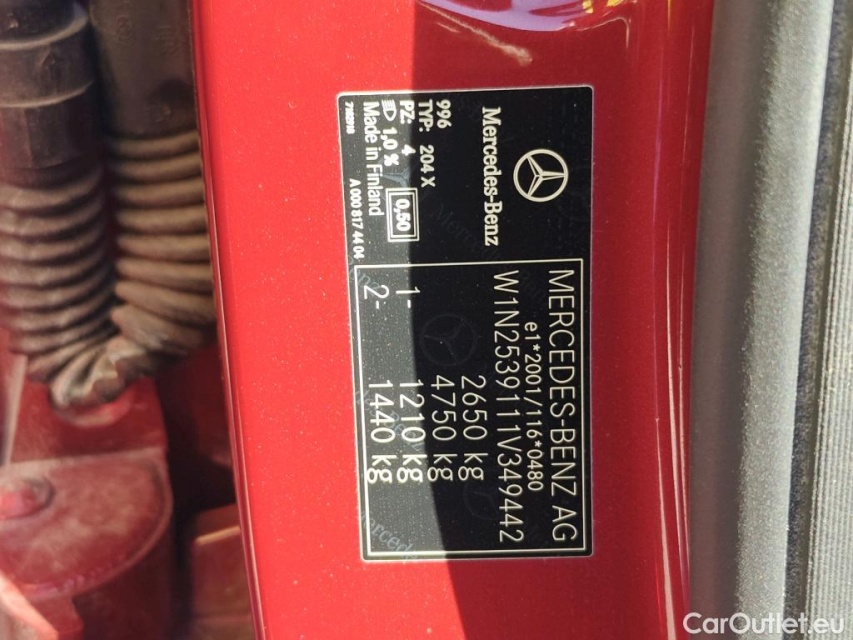 Mercedes-Benz
996
TYP: 204 X
PZ- 4
1,0 %
0,50
Made in Finland
A 000 817 44 04
MERCEDES-BENZ AG
e1*2001/116*0480
W1N2539111V349442
2650 kg
4750 kg
1- 1210 kg
2- 1440 kg
CarOutlet.eu